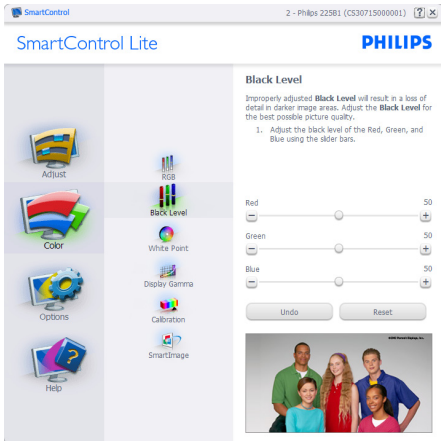 SmartControl
2 - Philips 225B1 (CS30715000001)
SmartControl Lite
PHILIPS
Adjust
Color
Options
Help
RGB
Black Level
White Point
Display Gamma
Calibration
SmartImage
Black Level
Improperly adjusted Black Level will result in a loss of
detail in darker image areas. Adjust the Black Level for
the best possible picture quality.
1. Adjust the black level of the Red, Green, and
Blue using the slider bars.
Red 50
Green 50
Blue 50
Undo Reset